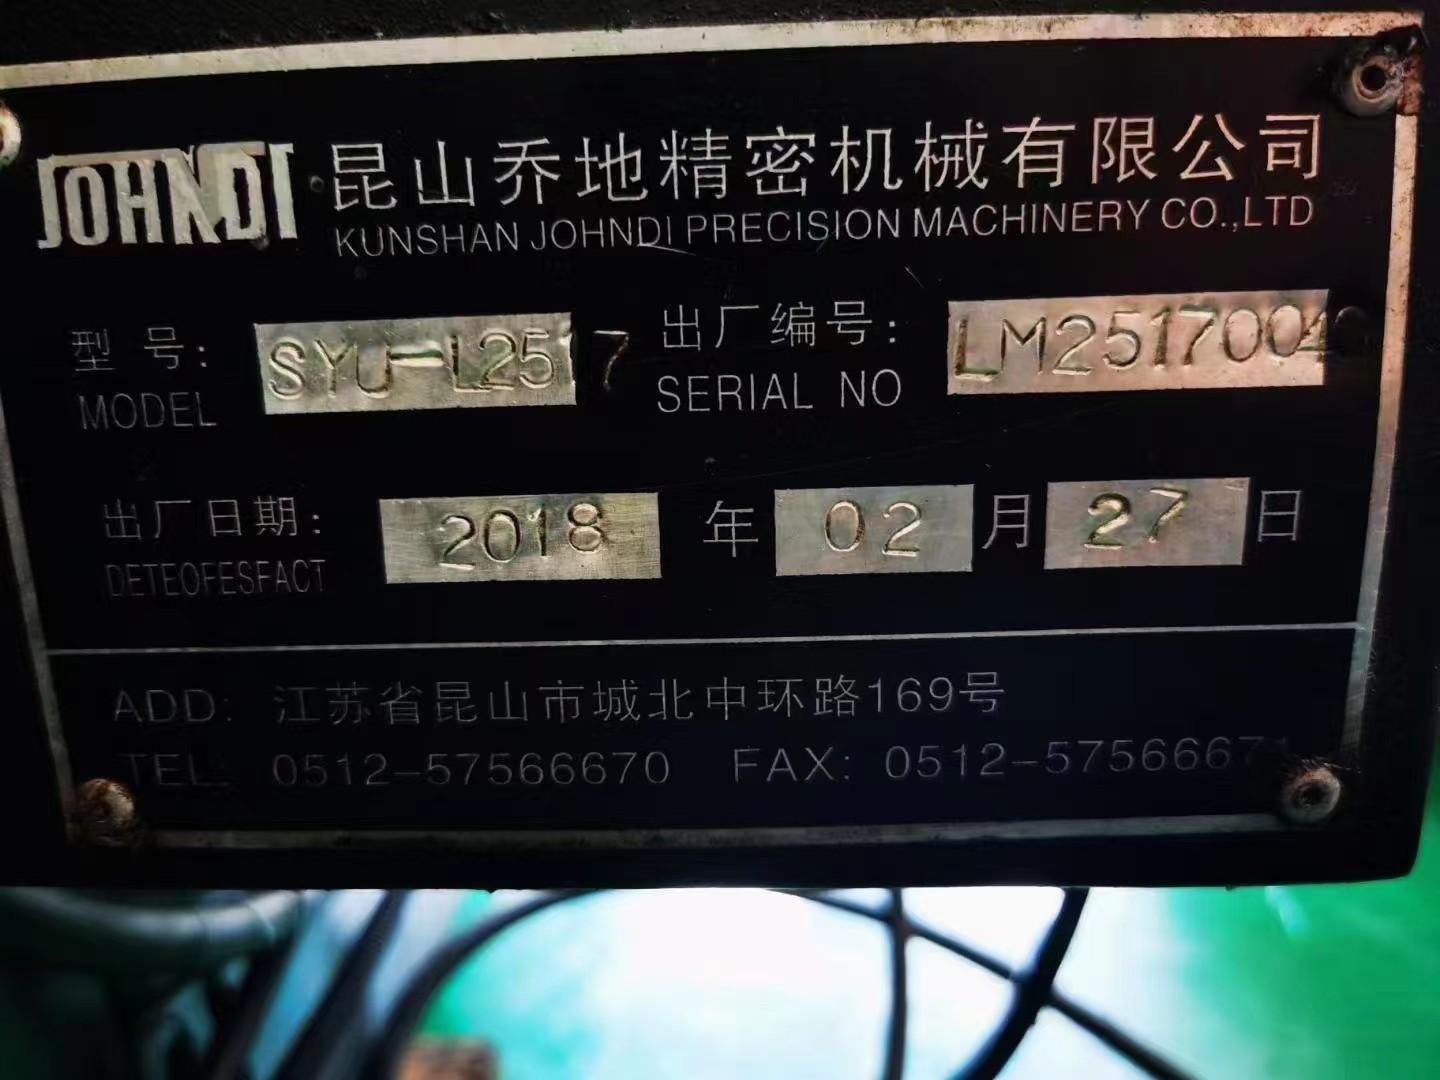 JOHNDI 昆山乔地精密机械有限公司
KUNSHAN JOHNDI PRECISION MACHINERY CO.,LTD
型号: SYU-L2517 出厂编号:
MODEL SERIAL NO
出厂日期: 2018 年 02 月 27 日
DETEOFESFACT
ADD: 江苏省昆山市城北中环路169号
TEL: 0512-57566670 FAX: